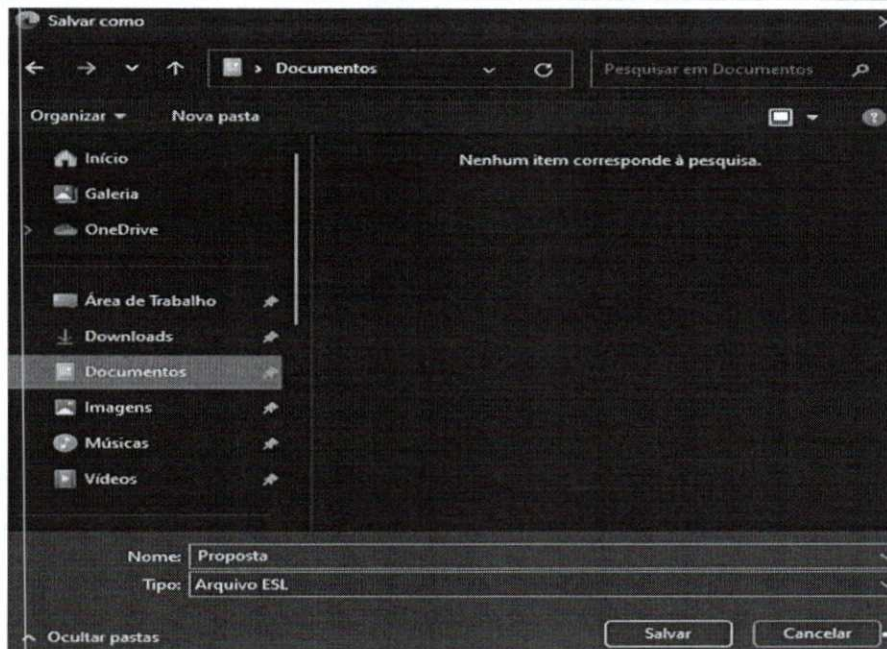 Salvar como
Documentos
Pesquisar em Documentos
Organizar
Nova pasta
Início
Nenhum item corresponde à pesquisa.
Galeria
OneDrive
Área de Trabalho
Downloads
Documentos
Imagens
Músicas
Vídeos
Nome: Proposta
Tipo: Arquivo ESL
Ocultar pastas
Salvar
Cancelar